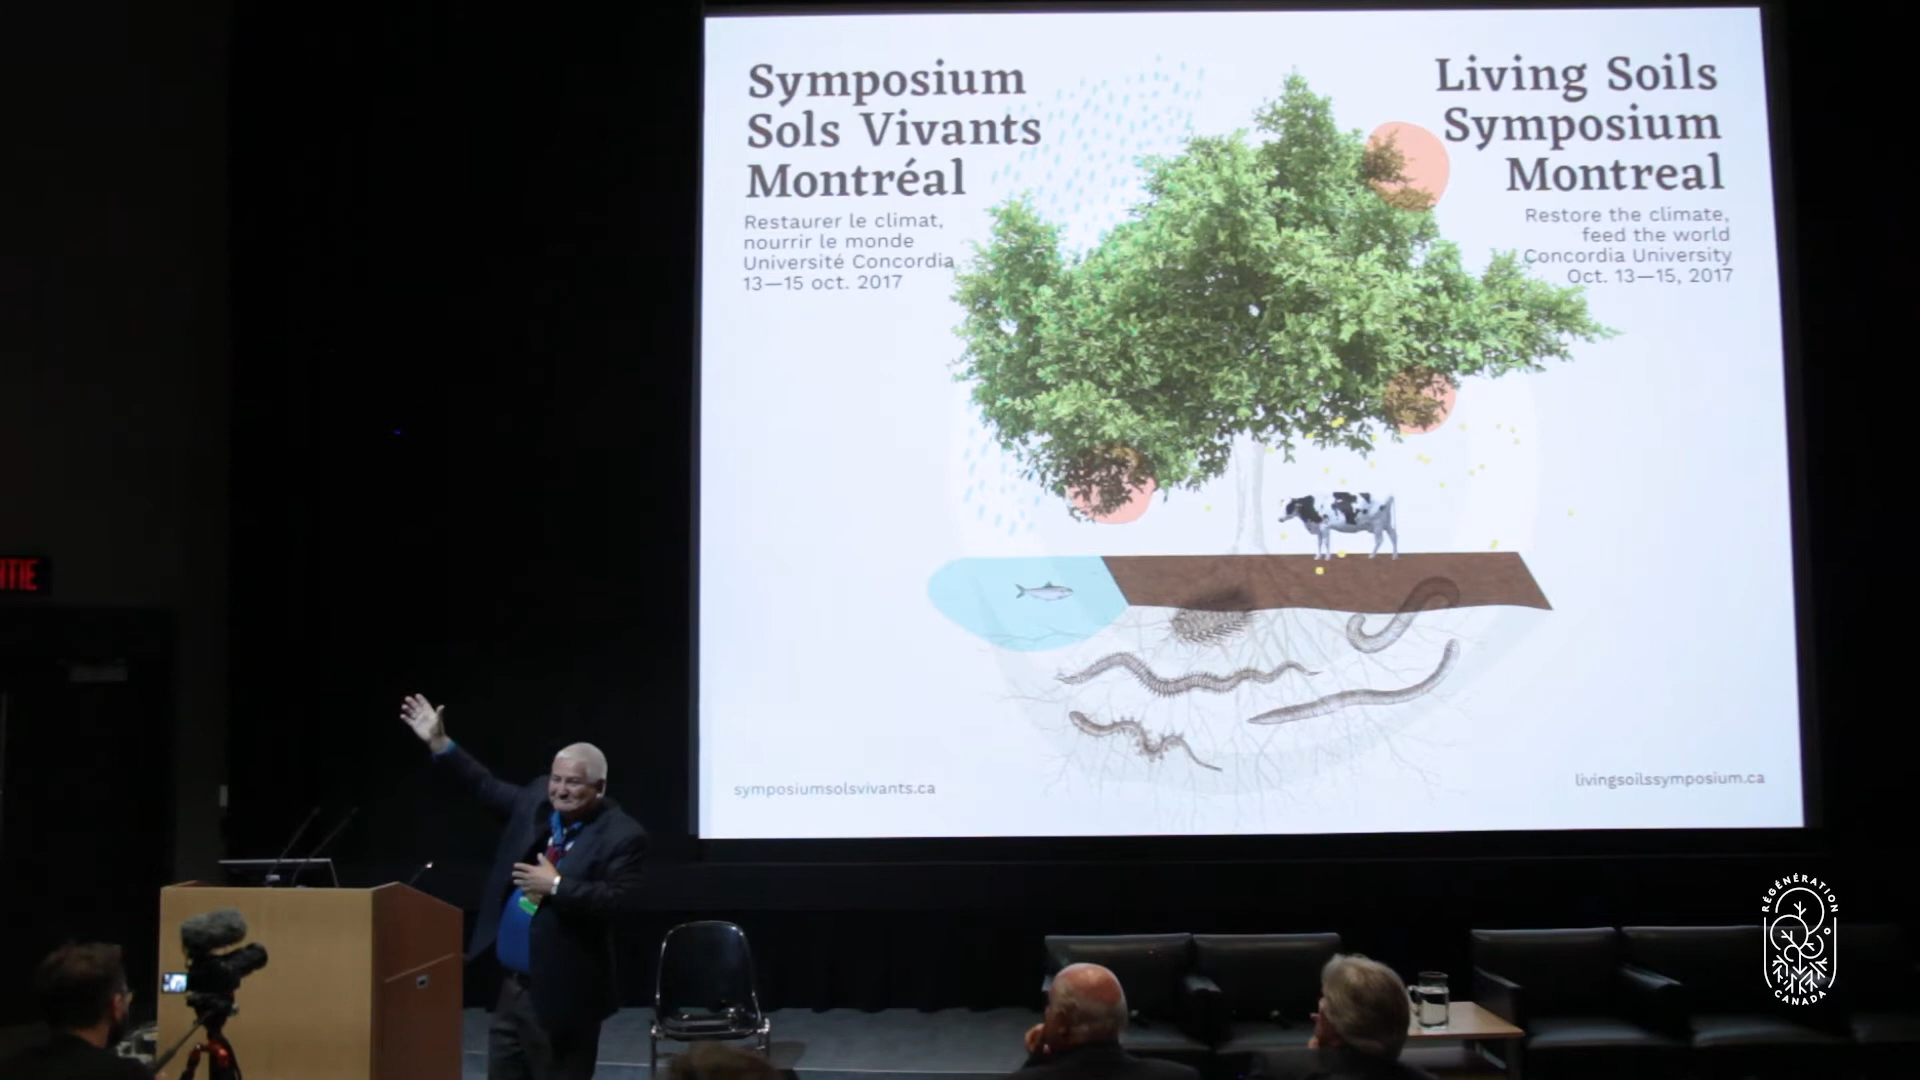 Symposium
Sols Vivants
Montréal
Restaurer le climat,
nourrir le monde
Université Concordia
13—15 oct. 2017
Living Soils
Symposium
Montreal
Restore the climate,
feed the world
Concordia University
Oct. 13—15, 2017
symposiumsolsvivants.ca
livingsoilssymposium.ca
RÉGÉNÉRATION
CANADA